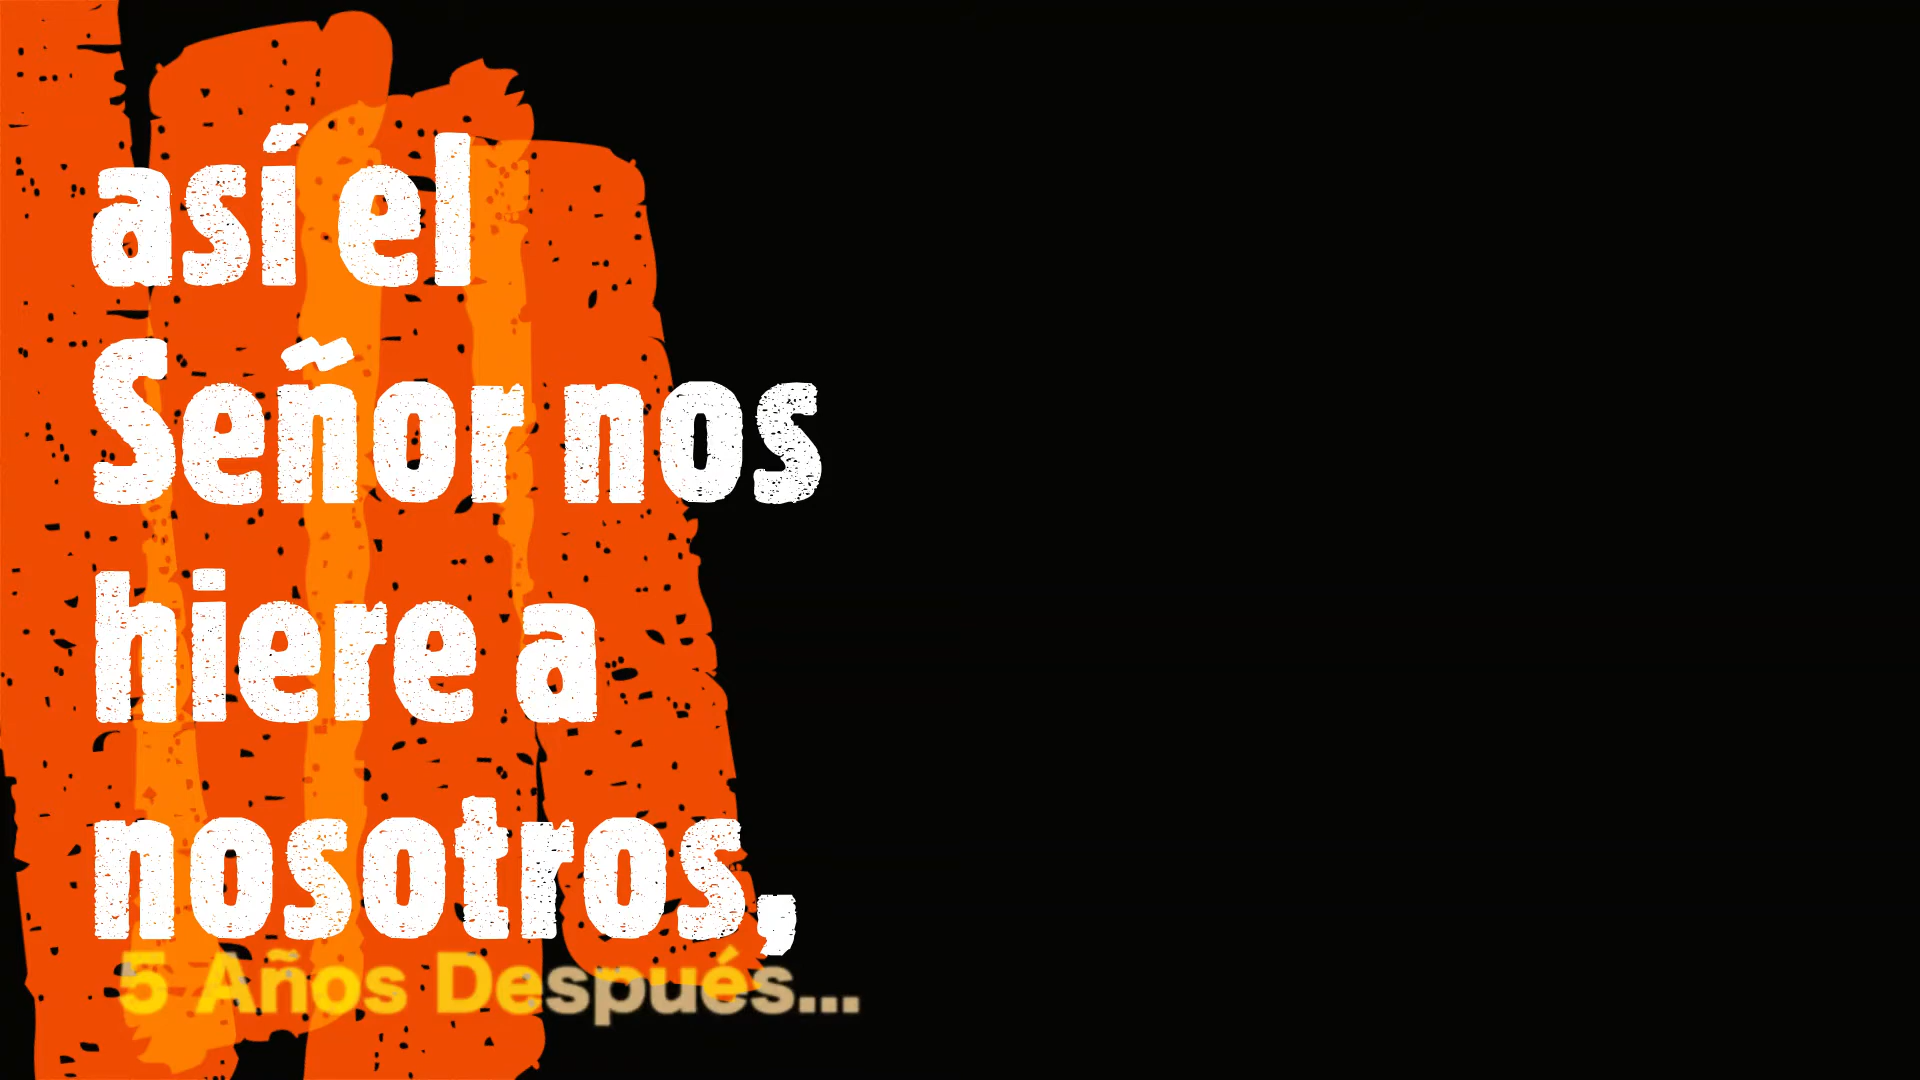 así el
Señor nos
hiere a
nosotros,
5 Años Después...